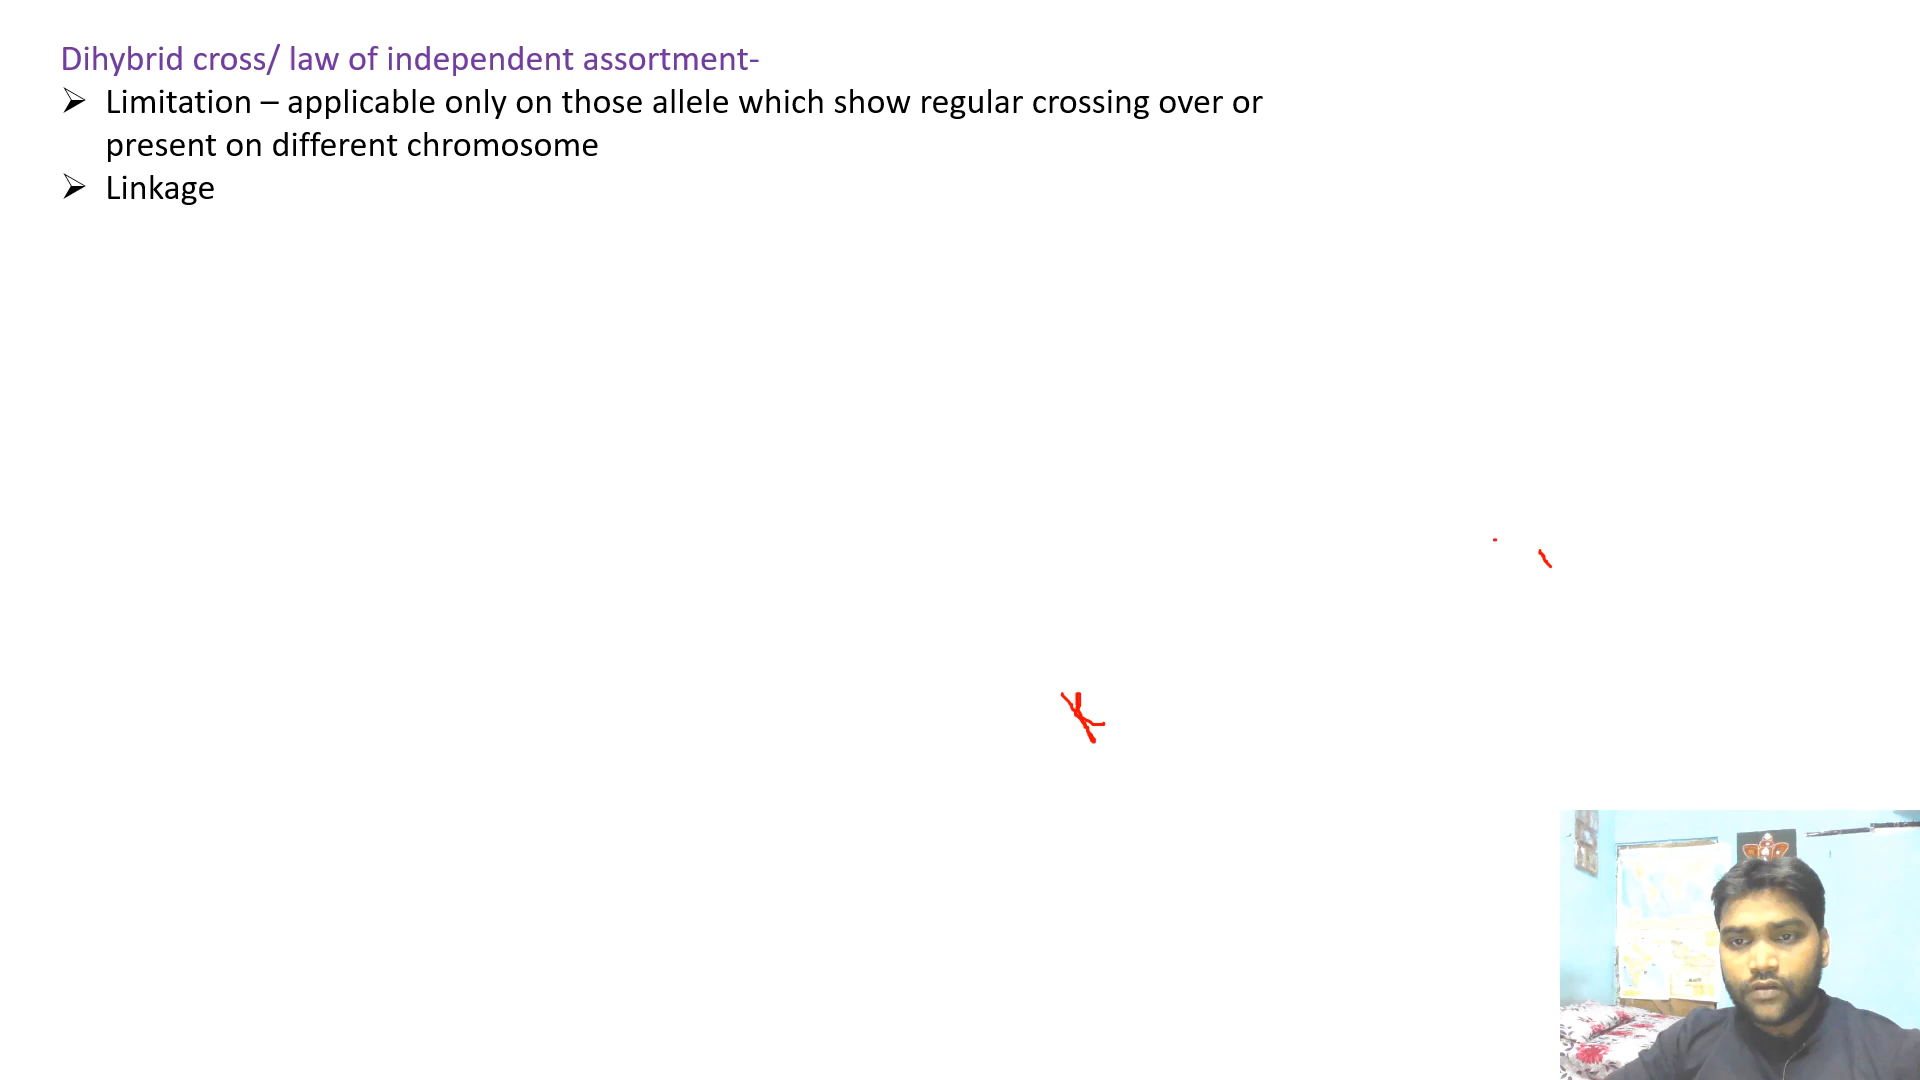 Dihybrid cross/ law of independent assortment-
➢ Limitation – applicable only on those allele which show regular crossing over or
present on different chromosome
➢ Linkage